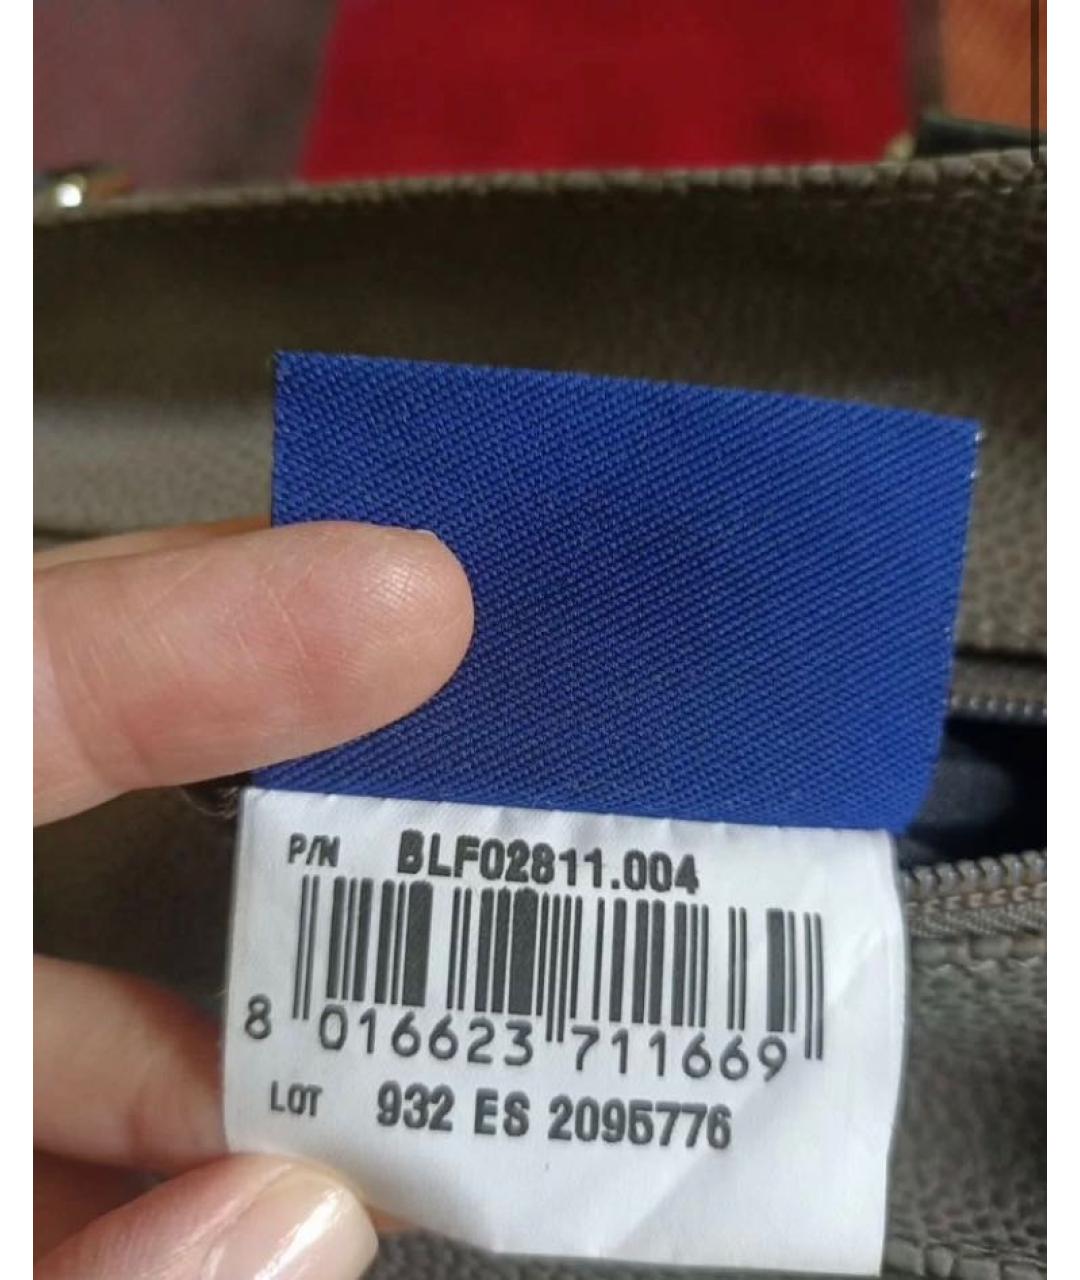 P/N BLF02811.004
8 016623 711669
LOT 932 ES 2095776